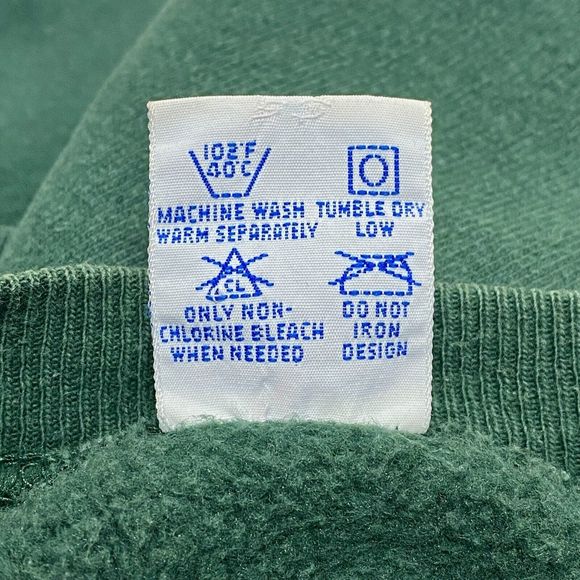 102°F
40°C
MACHINE WASH
WARM SEPARATELY
TUMBLE DRY
LOW
CL
ONLY NON-
CHLORINE BLEACH
WHEN NEEDED
DO NOT
IRON
DESIGN